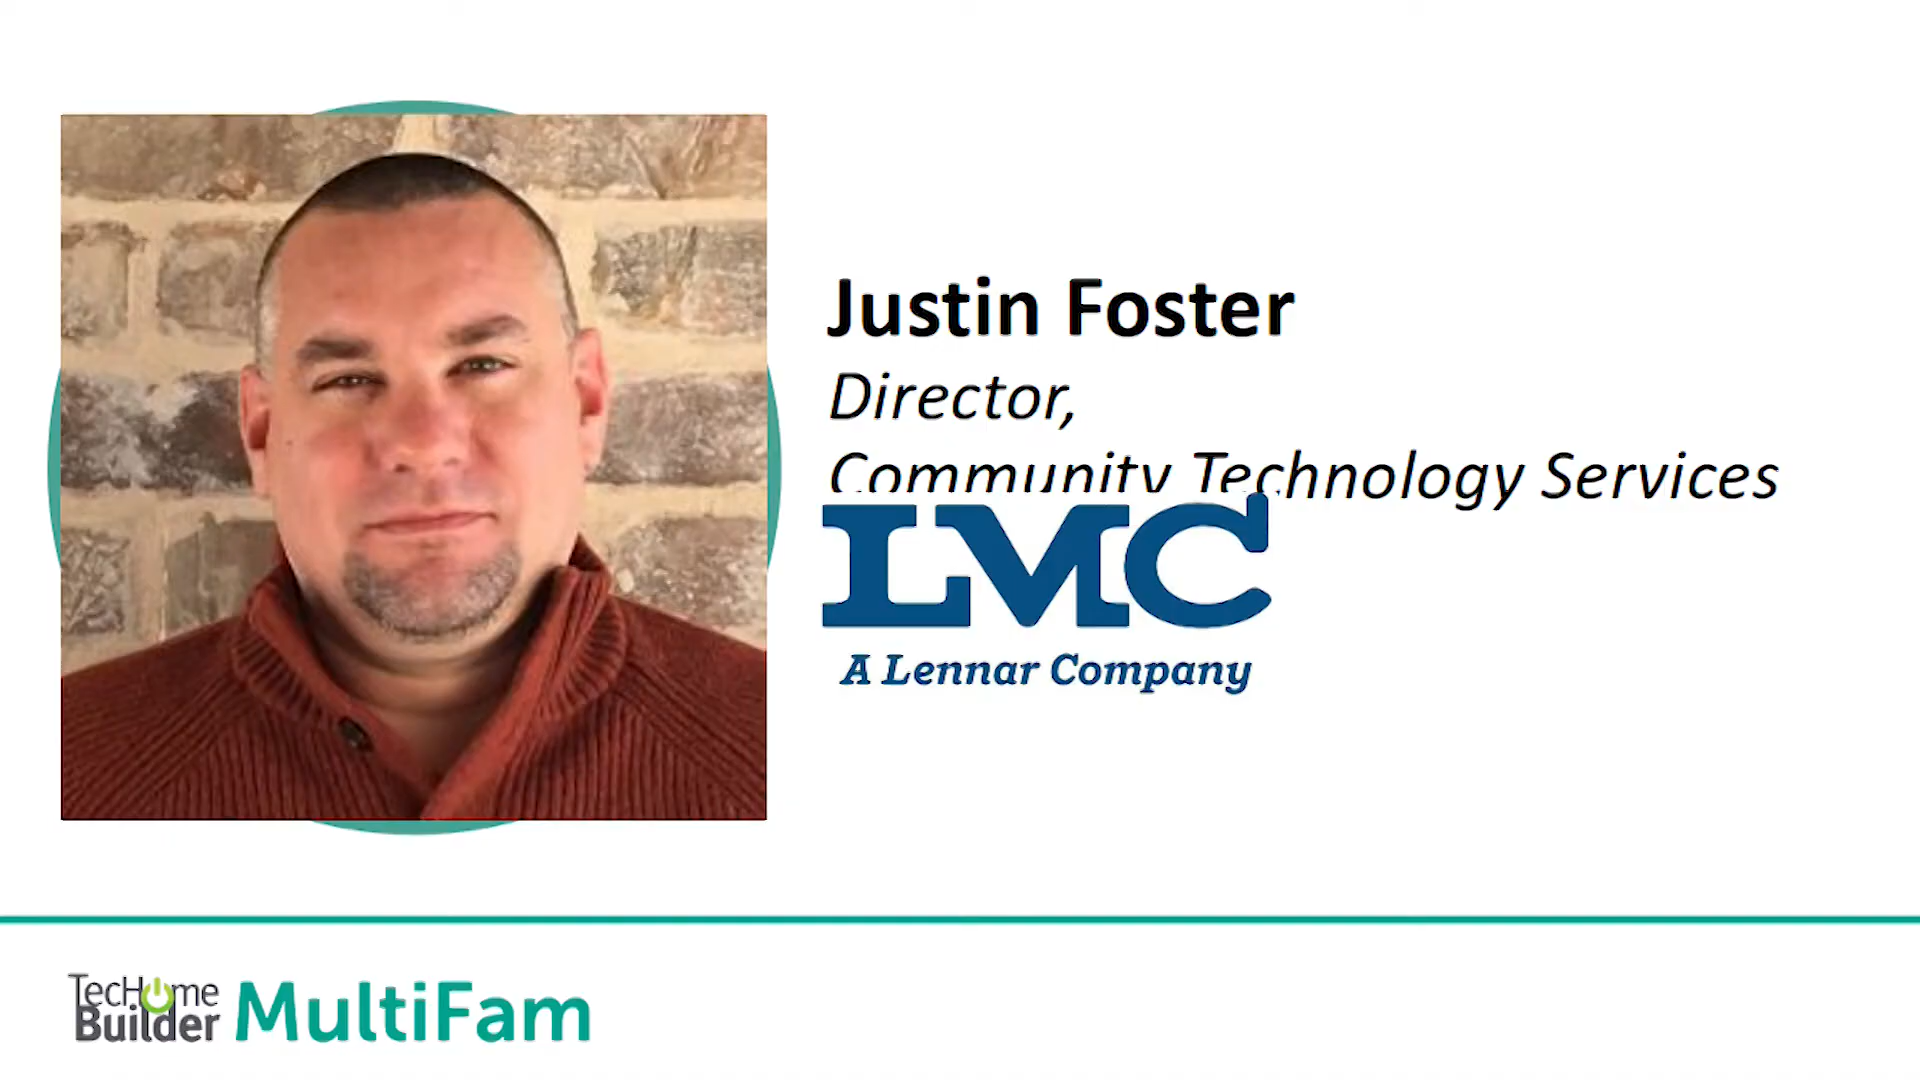 Justin Foster
Director,
Community Technology Services
LMC
A Lennar Company
TecHome
Builder
MultiFam